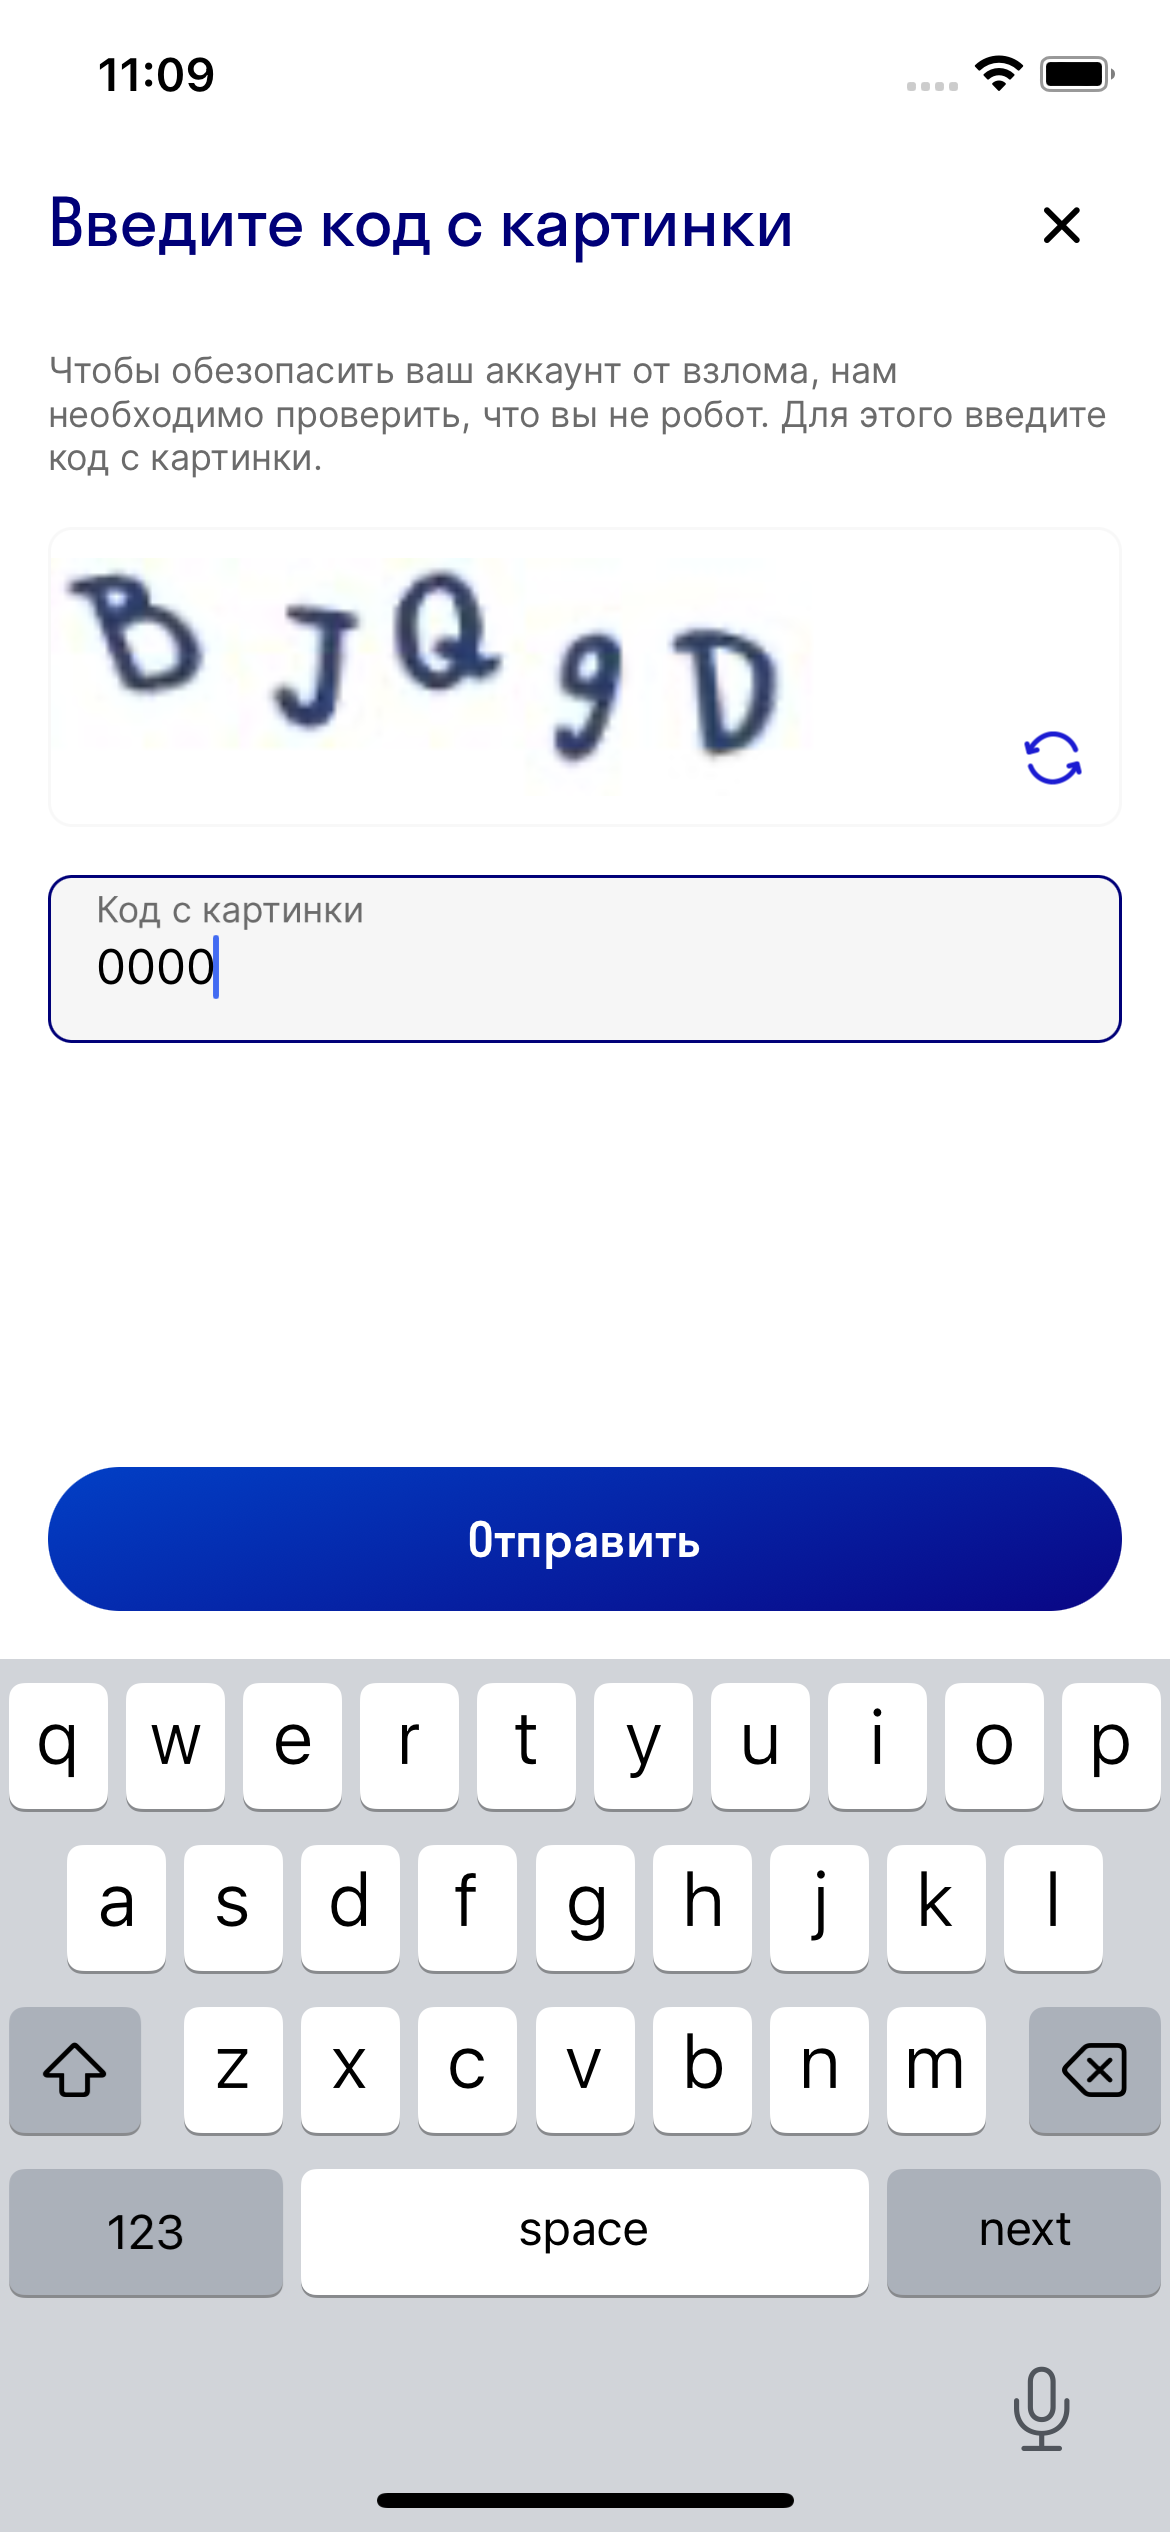 11:09
Введите код с картинки
Чтобы обезопасить ваш аккаунт от взлома, нам
необходимо проверить, что вы не робот. Для этого введите
код с картинки.
B J Q 9 D
Код с картинки
0000
Отправить
q w e r t y u i o p
a s d f g h j k l
z x c v b n m
123 space next